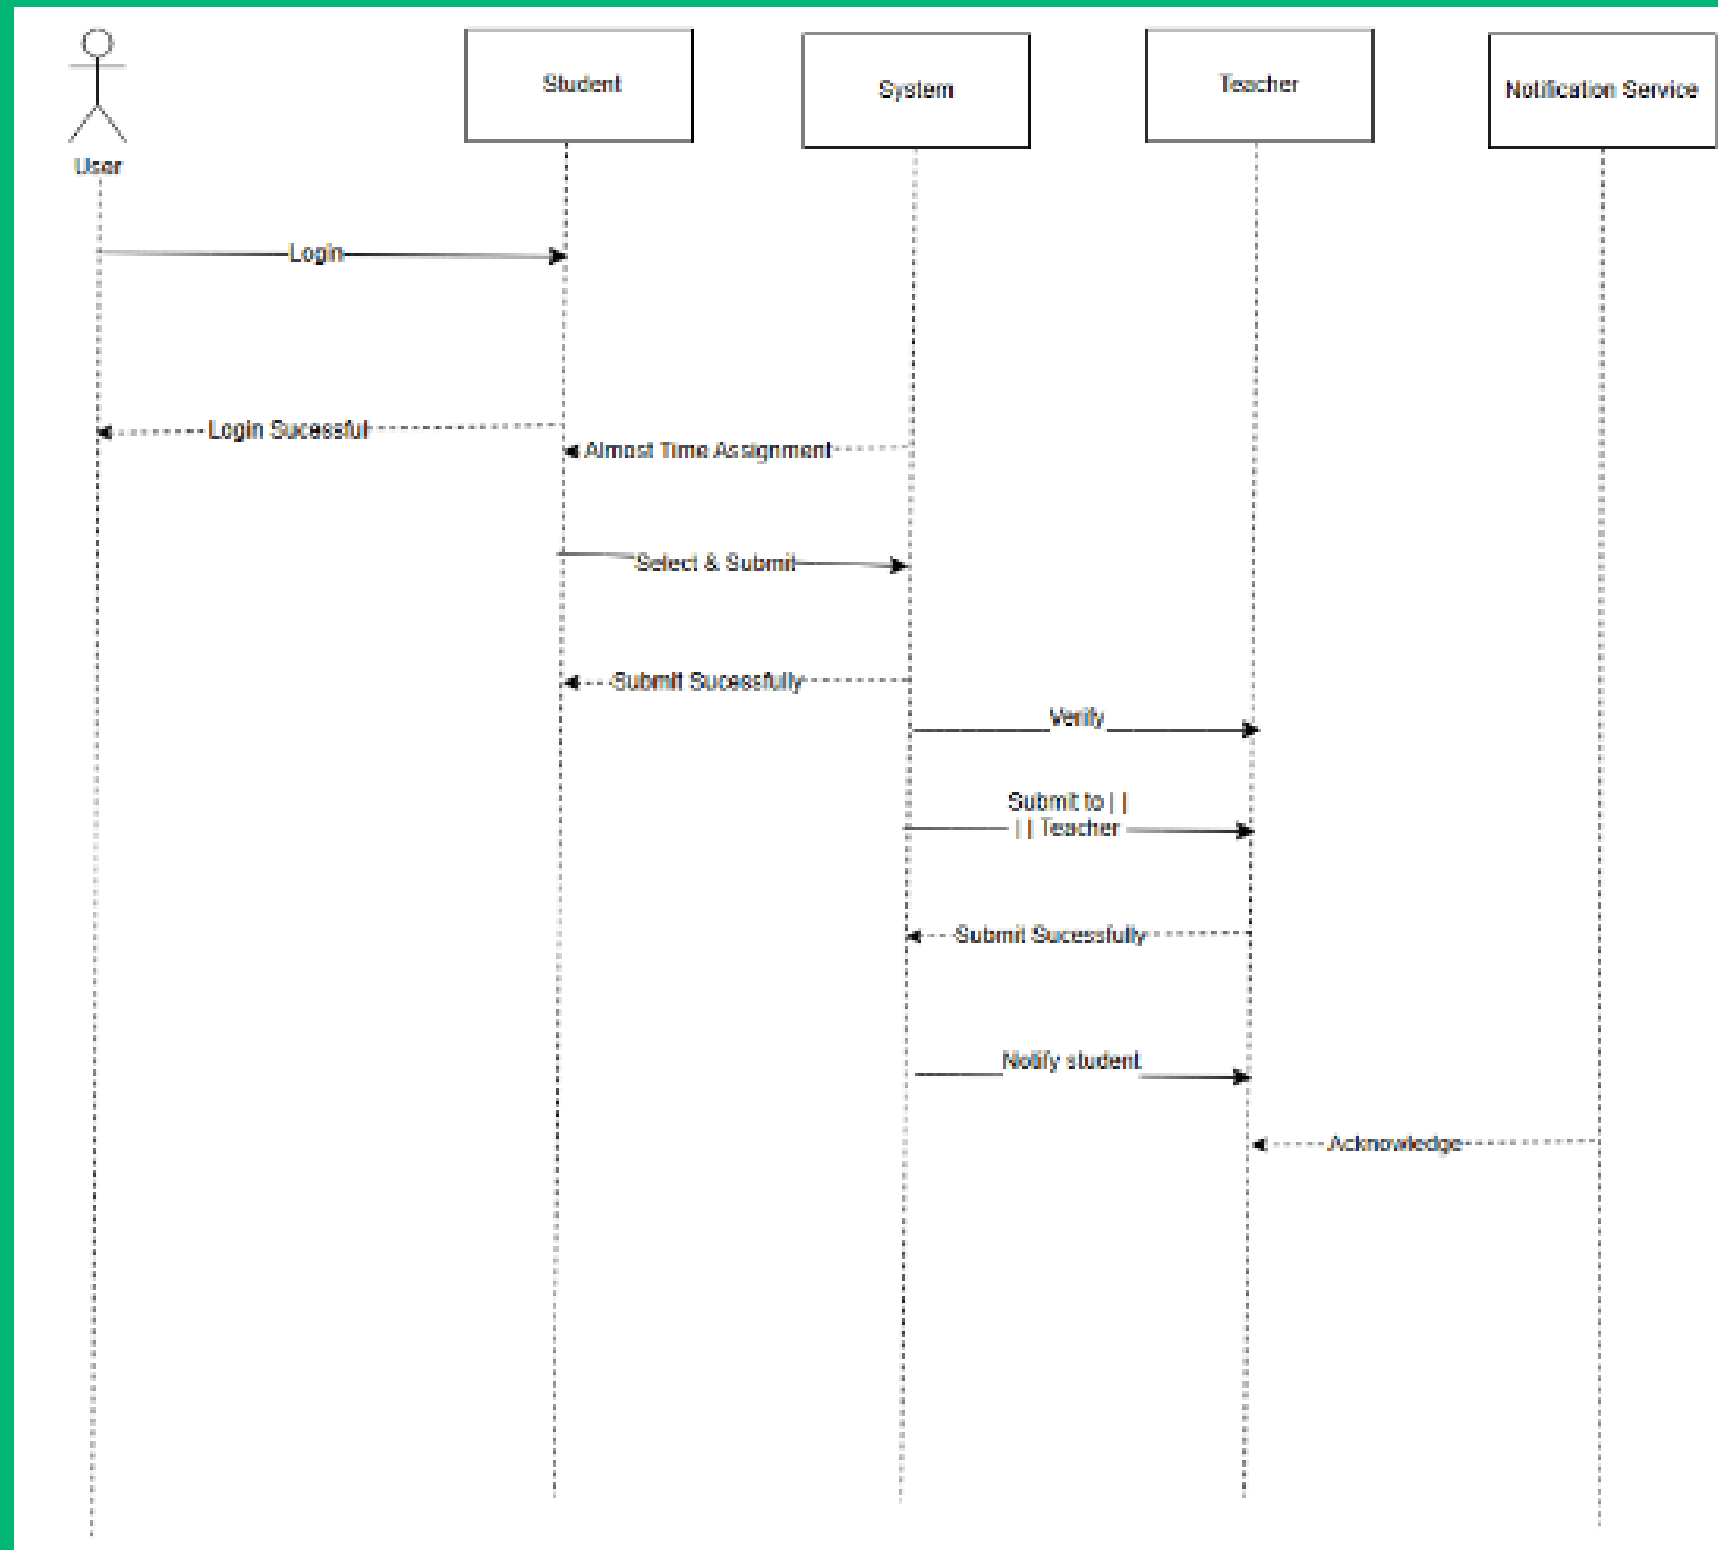 Student
System
Teacher
Notification Service
User
Login
Login Sucessful
Almost Time Assignment
Select & Submit
Submit Sucessfully
Verify
Submit to | |
| | Teacher
Submit Sucessfully
Notify student
Acknowledge